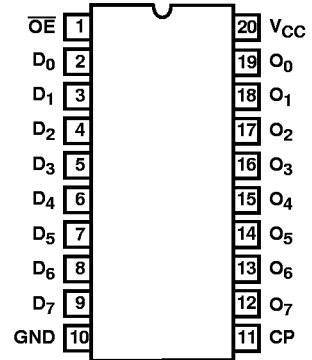 OE 1 20 VCC
D0 2 19 O0
D1 3 18 O1
D2 4 17 O2
D3 5 16 O3
D4 6 15 O4
D5 7 14 O5
D6 8 13 O6
D7 9 12 O7
GND 10 11 CP